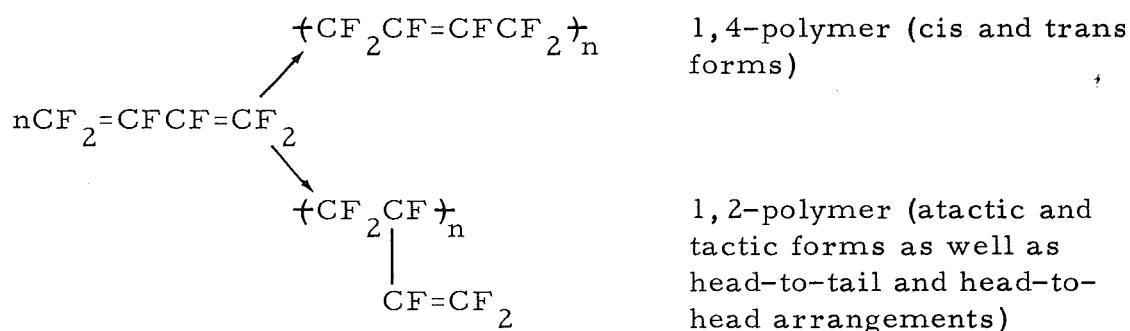 -(CF2CF=CFCF2)-n 1,4-polymer (cis and trans
forms)
nCF2=CFCF=CF2
-(CF2CF)-n 1,2-polymer (atactic and
tactic forms as well as
CF=CF2 head-to-tail and head-to-
head arrangements)